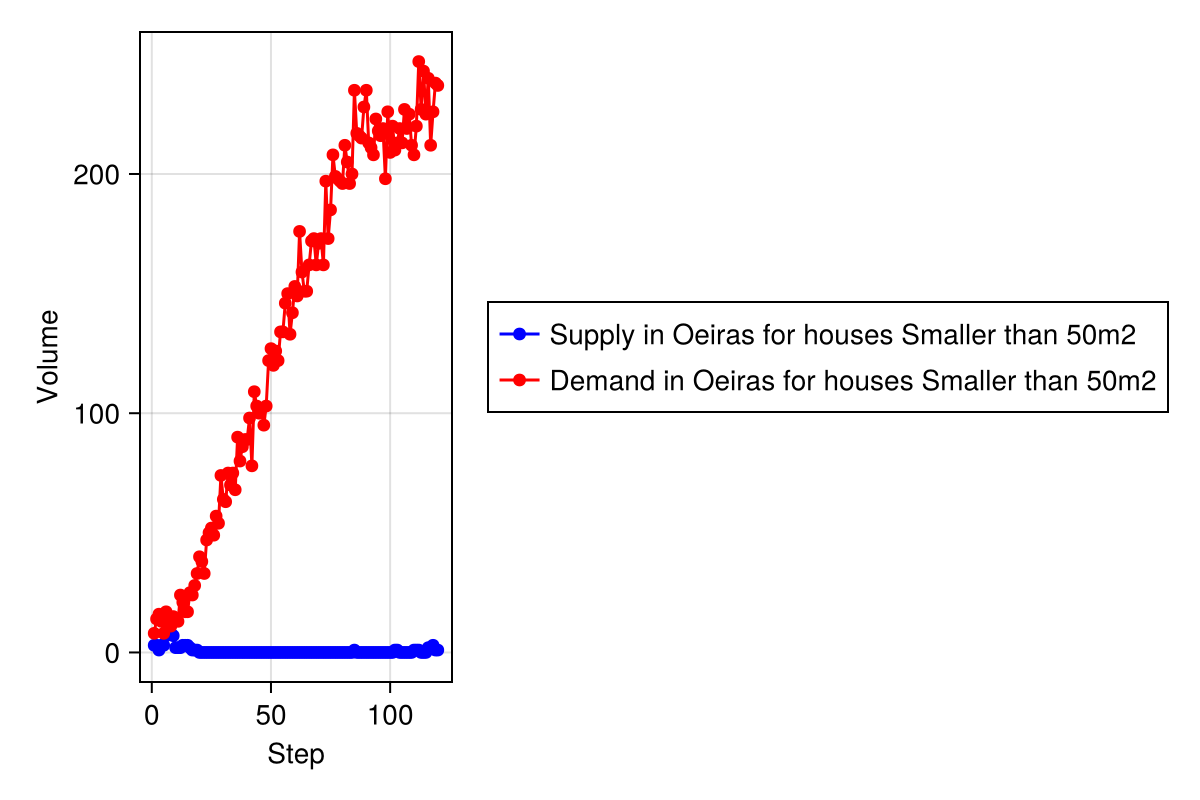 Volume
200
100
0
0
50
100
Step
Supply in Oeiras for houses Smaller than 50m2
Demand in Oeiras for houses Smaller than 50m2